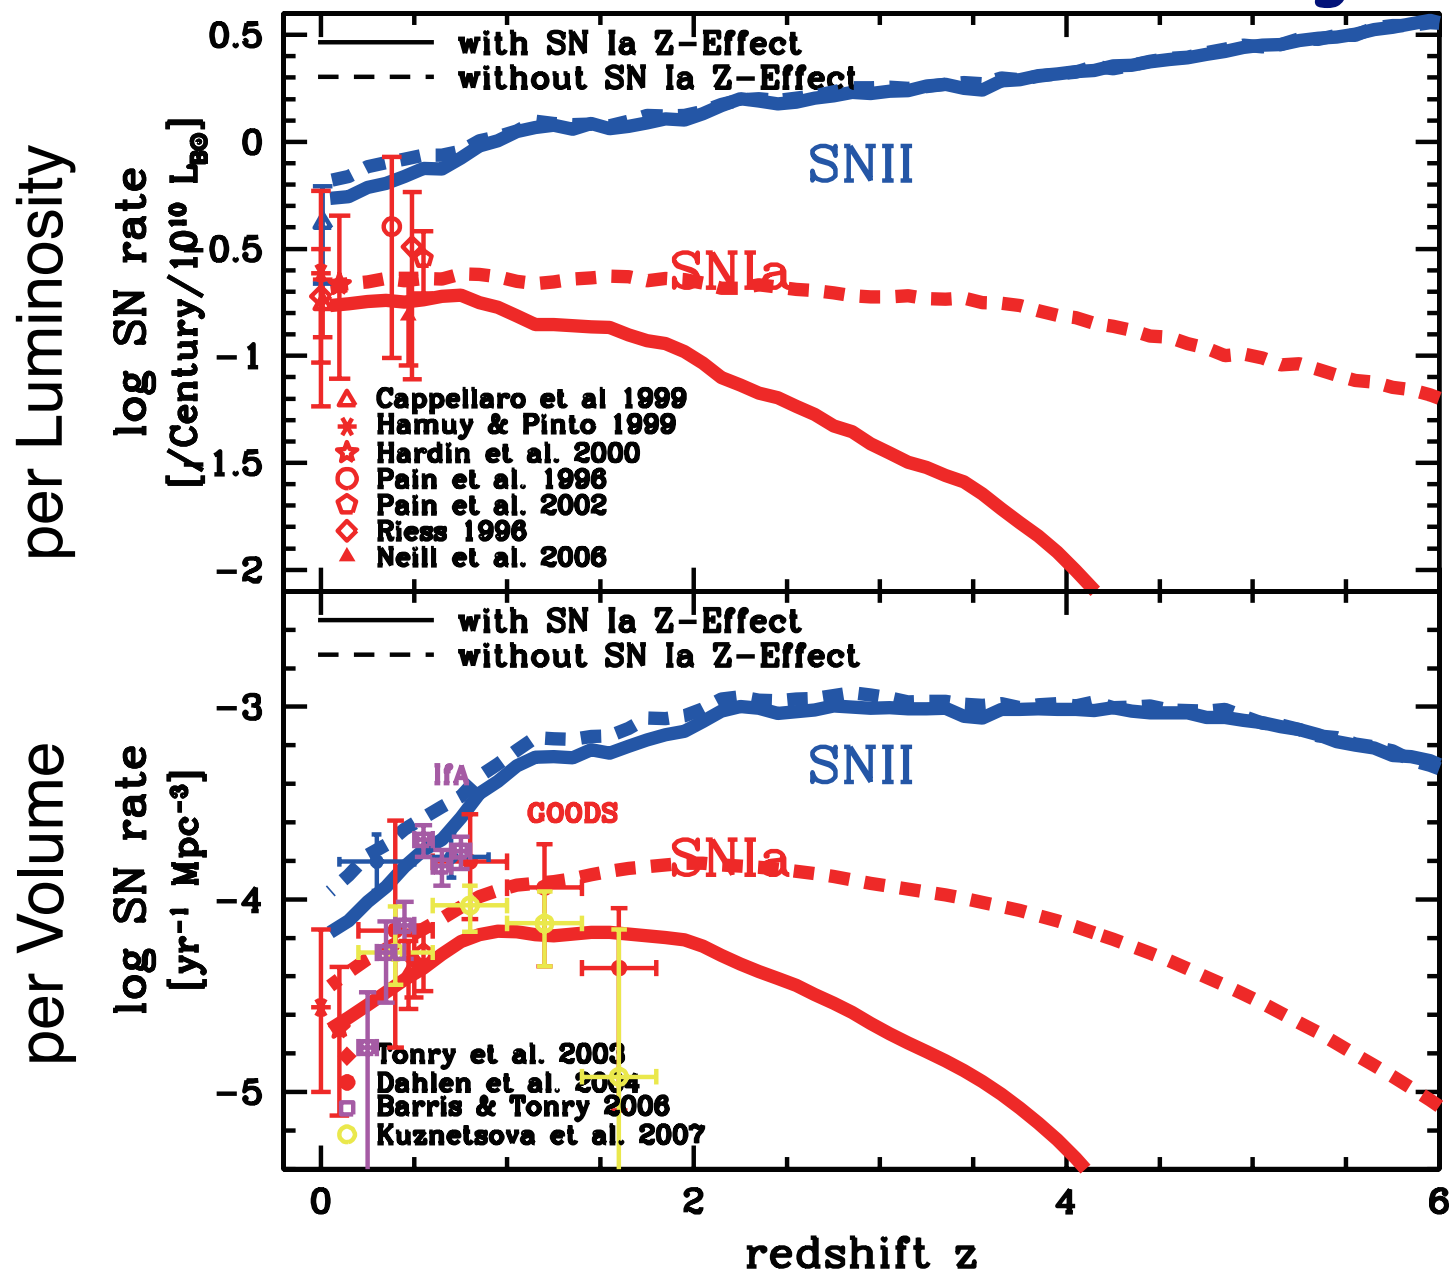 per Luminosity
log SN rate
[/Century/10¹⁰ L_B⊙]
0.5
0
0.5
-1
1.5
-2
with SN Ia Z-Effect
without SN Ia Z-Effect
SNII
SNIa
Cappellaro et al 1999
Hamuy & Pinto 1999
Hardin et al. 2000
Pain et al. 1996
Pain et al. 2002
Riess 1996
Neill et al. 2006
per Volume
log SN rate
[yr⁻¹ Mpc⁻³]
-3
-4
-5
with SN Ia Z-Effect
without SN Ia Z-Effect
SNII
IfA
GOODS
SNIa
Tonry et al. 2003
Dahlen et al. 2004
Barris & Tonry 2006
Kuznetsova et al. 2007
0 2 4 6
redshift z